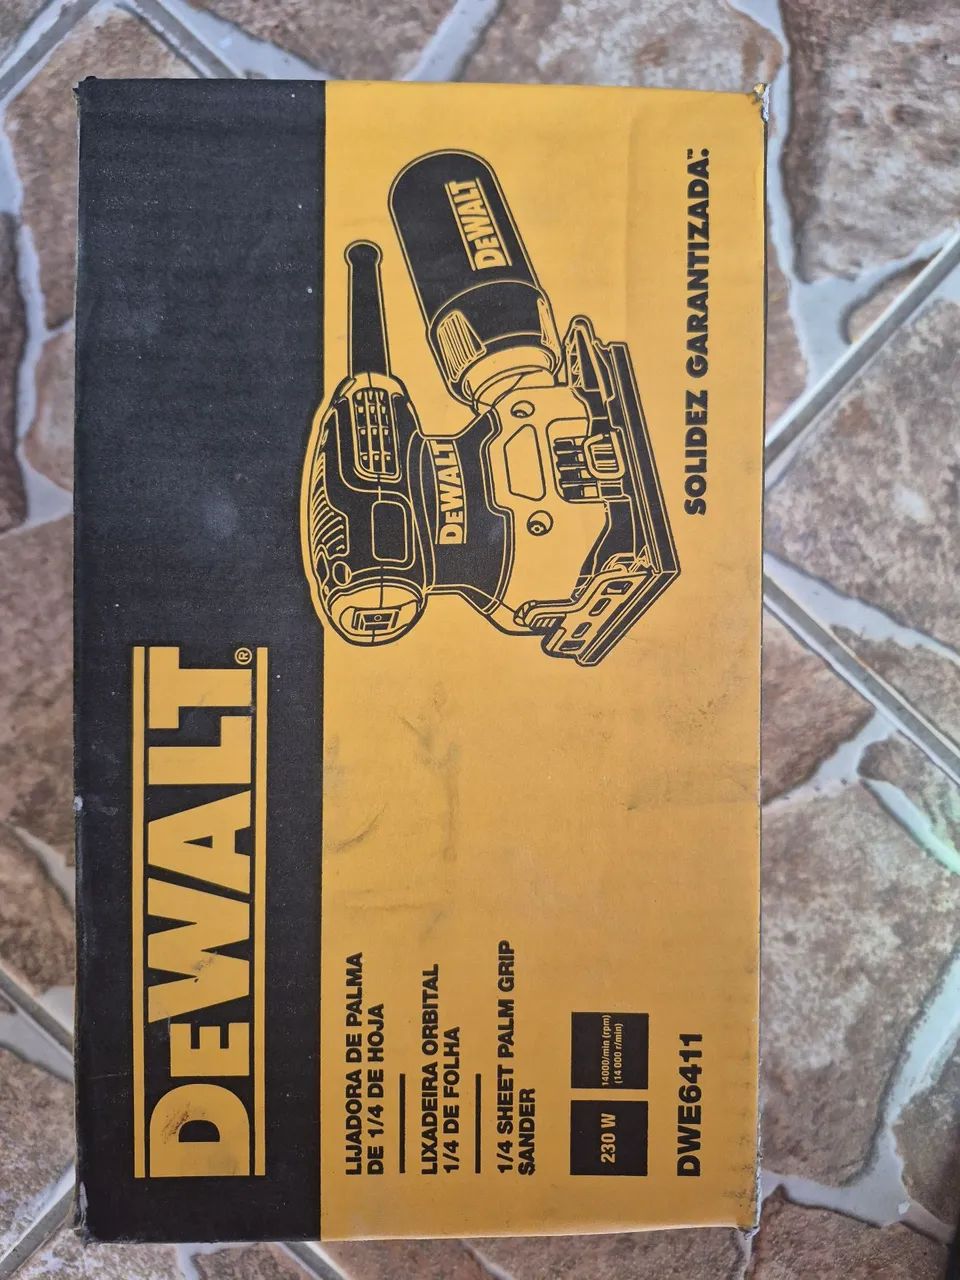 DEWALT®
DEWALT
DEWALT
LIJADORA DE PALMA
DE 1/4 DE HOJA
LIXADEIRA ORBITAL
1/4 DE FOLHA
1/4 SHEET PALM GRIP
SANDER
230 W
14000/min (rpm)
(14 000 r/min)
DWE6411
SOLIDEZ GARANTIZADA™.